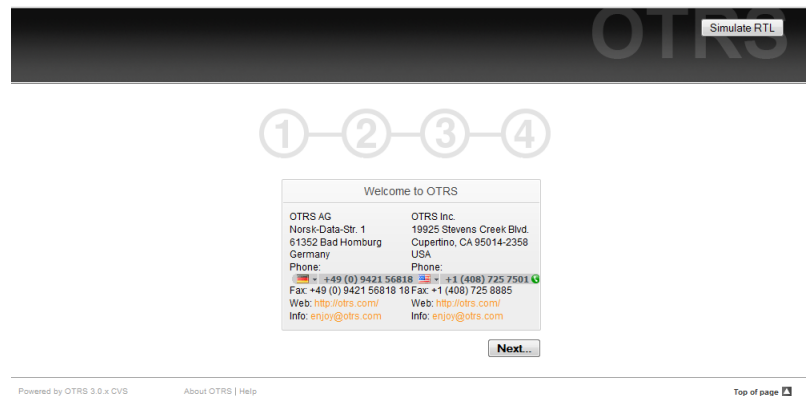 OTRS
Simulate RTL
1 2 3 4
Welcome to OTRS
OTRS AG
Norsk-Data-Str. 1
61352 Bad Homburg
Germany
Phone:
+49 (0) 9421 56818
Fax: +49 (0) 9421 56818 18
Web: http://otrs.com/
Info: enjoy@otrs.com
OTRS Inc.
19925 Stevens Creek Blvd.
Cupertino, CA 95014-2358
USA
Phone:
+1 (408) 725 7501
Fax: +1 (408) 725 8885
Web: http://otrs.com/
Info: enjoy@otrs.com
Next...
Powered by OTRS 3.0.x CVS
About OTRS | Help
Top of page